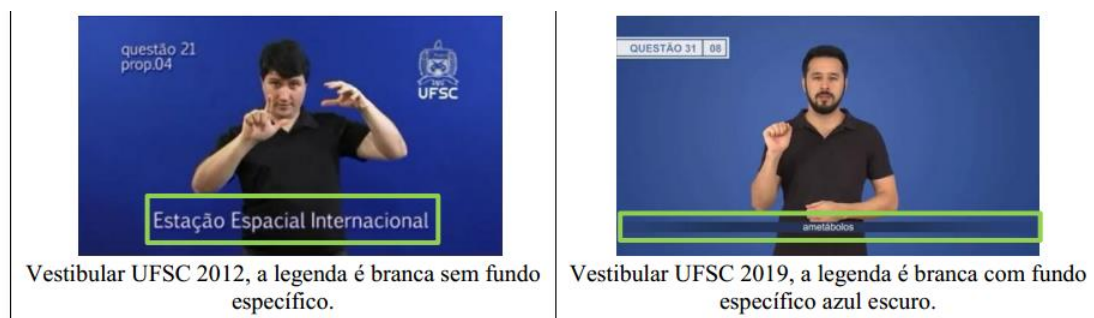 questão 21
prop.04
UFSC
Estação Espacial Internacional
Vestibular UFSC 2012, a legenda é branca sem fundo
específico.
QUESTÃO 31 08
ametábolos
Vestibular UFSC 2019, a legenda é branca com fundo
específico azul escuro.